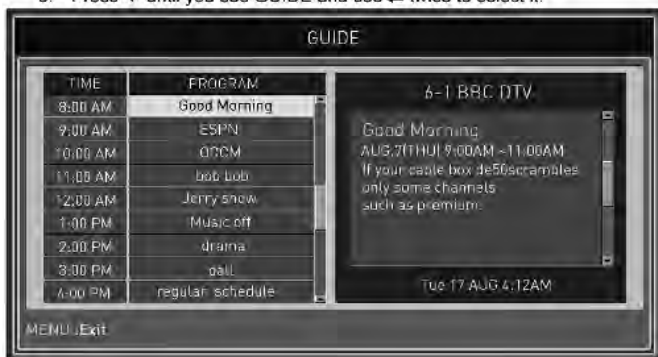 GUIDE
TIME PROGRAM
8:00 AM Good Morning
9:00 AM ESPN
10:00 AM
11:00 AM bob bob
12:00 AM Jerry show
1:00 PM Music off
2:00 PM drama
3:00 PM
4:00 PM regular schedule
6-1 BBC DTV
Good Morning
AUG,7(THU) 9:00AM ~11:00AM
If your cable box de56scrambles
only some channels
such as premium.
Tue 17 AUG 4:12AM
MENU :Exit